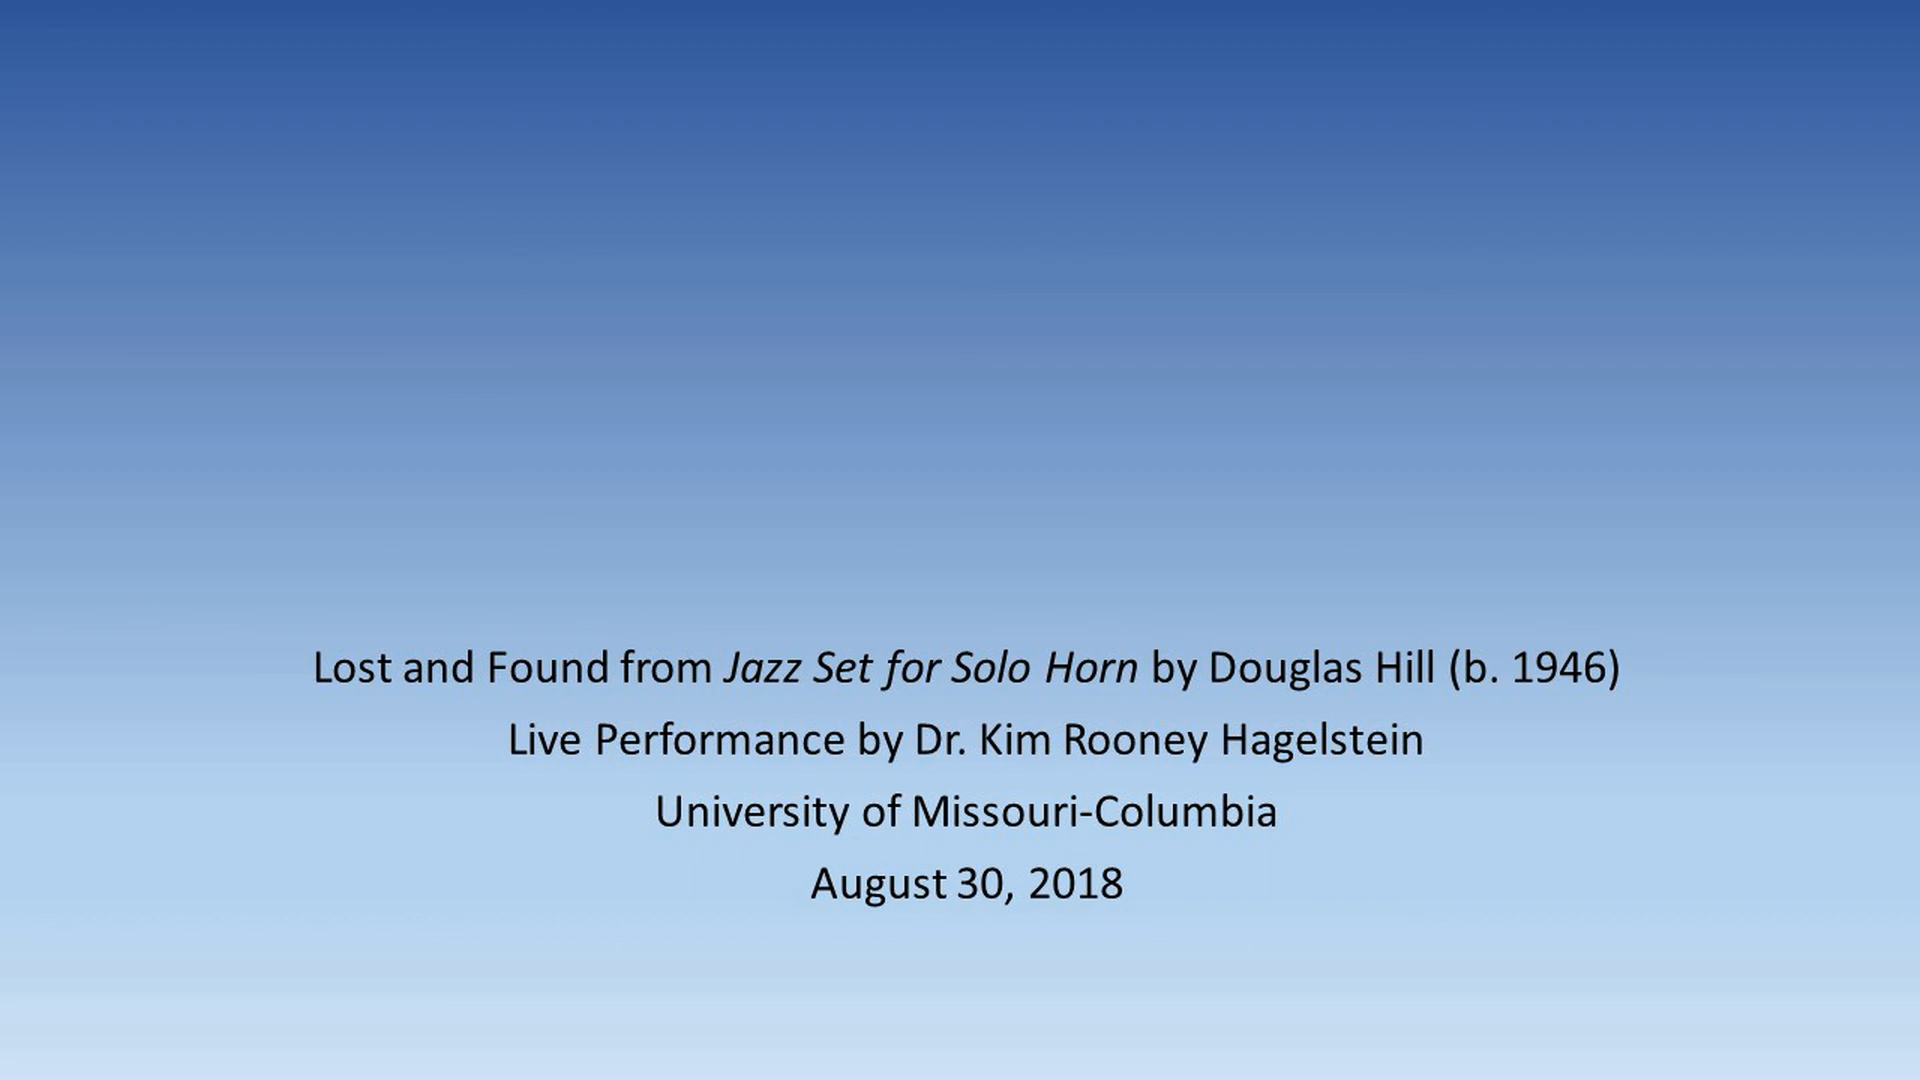 Lost and Found from Jazz Set for Solo Horn by Douglas Hill (b. 1946)
Live Performance by Dr. Kim Rooney Hagelstein
University of Missouri-Columbia
August 30, 2018